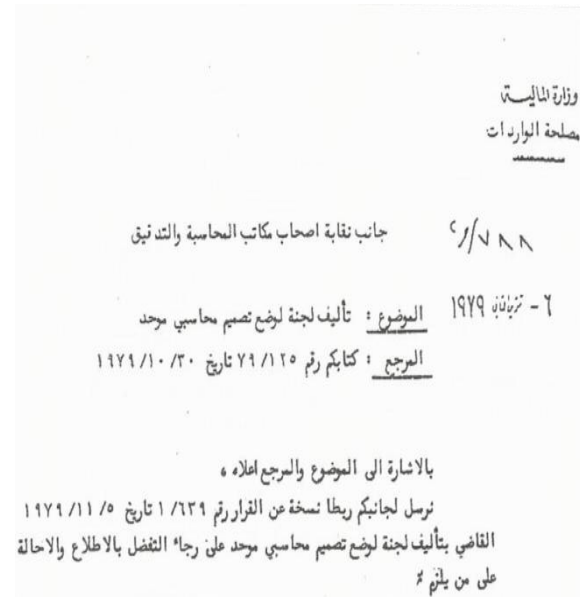 وزارة المالية
مصلحة الواردات
جانب نقابة اصحاب مكاتب المحاسبة والتدقيق
٧٨٨/و
٦ - ١٩٧٩
الموضوع : تأليف لجنة لوضع تصميم محاسبي موحد
المرجع : كتابكم رقم ٧٩/١٢٥ تاريخ ١٩٧٩/١٠/٣٠
بالاشارة الى الموضوع والمرجع اعلاه ،
نرسل لجانبكم ربطا نسخة عن القرار رقم ١/٦٣٩ تاريخ ١٩٧٩/١١/٥
القاضي بتأليف لجنة لوضع تصميم محاسبي موحد على رجاء التفضل بالاطلاع والاحالة
على من يلزم